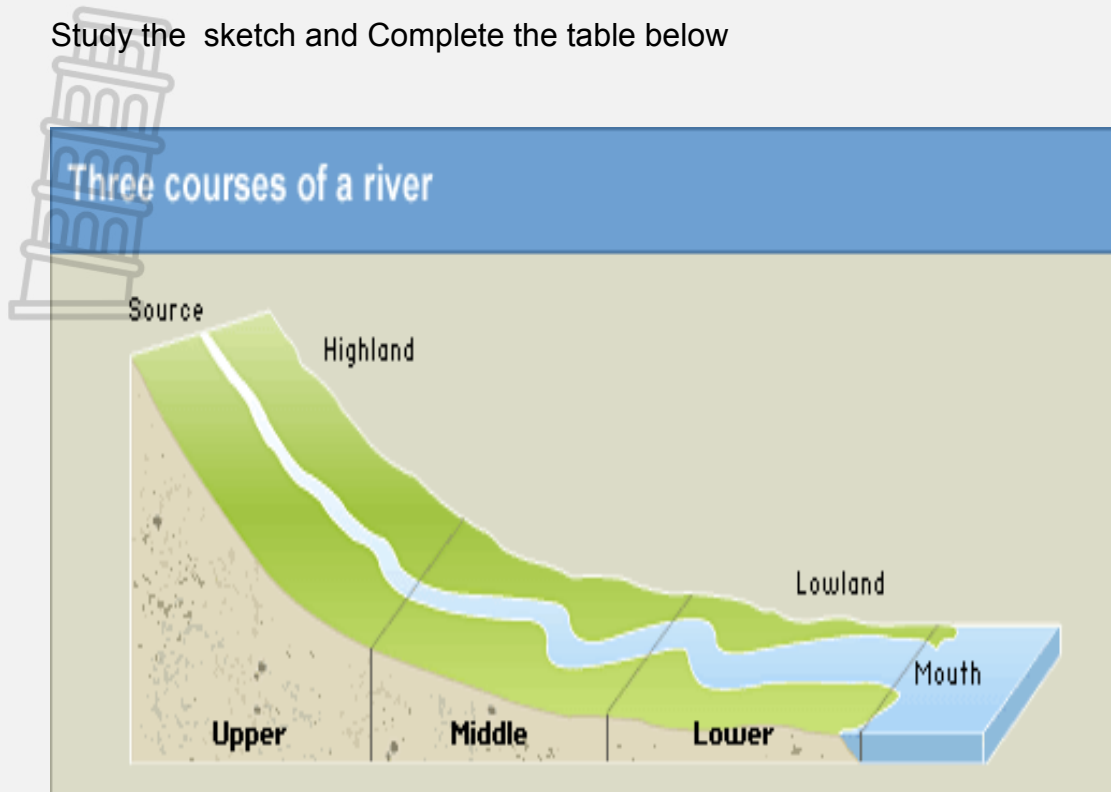 Study the sketch and Complete the table below
Three courses of a river
Source
Highland
Lowland
Mouth
Upper Middle Lower